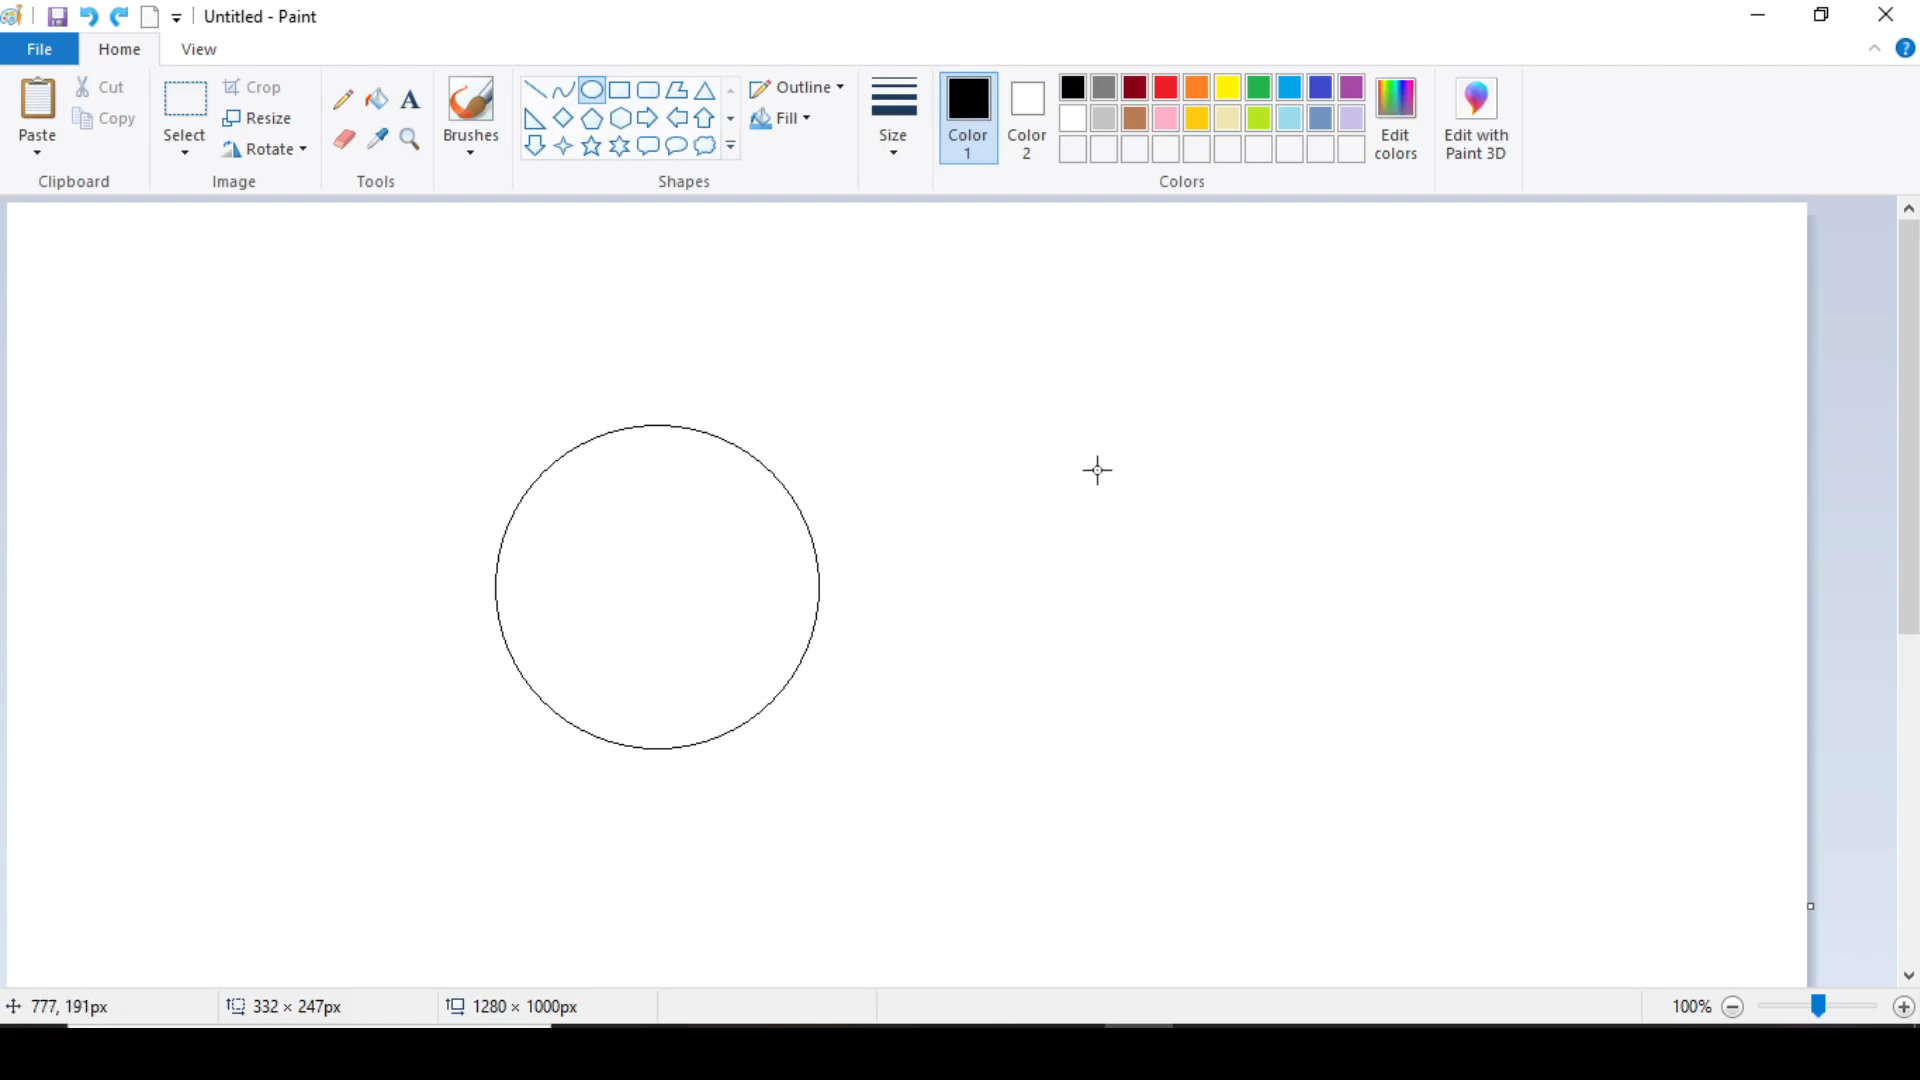 Untitled - Paint
File Home View
Paste
Cut
Copy
Clipboard
Select
Crop
Resize
Rotate
Image
A
Tools
Brushes
Outline
Fill
Shapes
Size
Color 1
Color 2
Edit colors
Colors
Edit with Paint 3D
777, 191px
332 × 247px
1280 × 1000px
100%